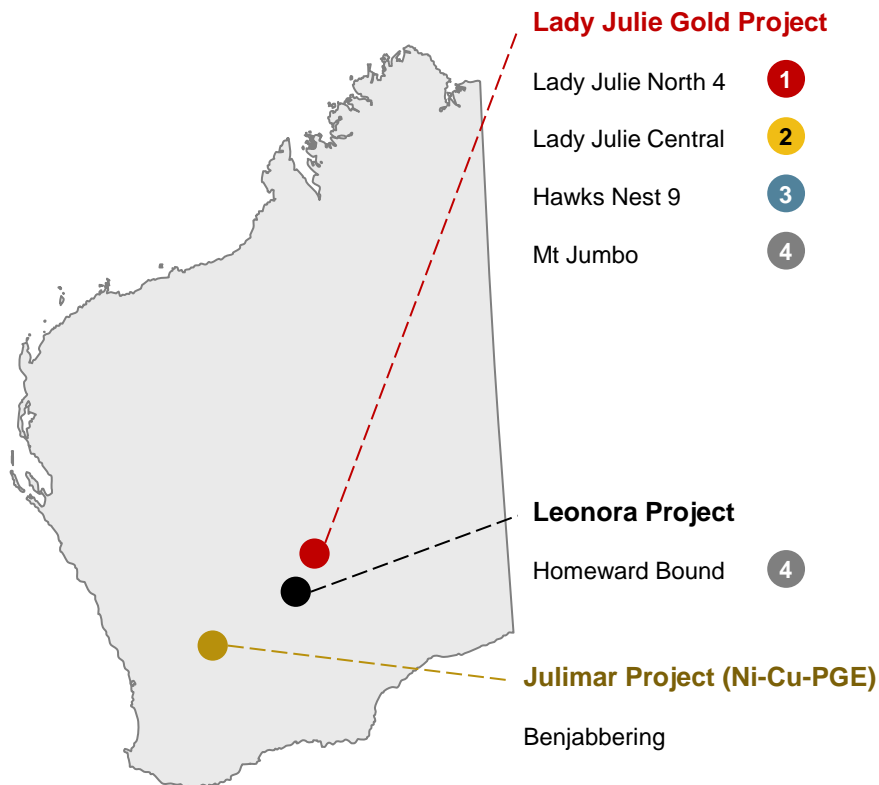 Lady Julie Gold Project
Lady Julie North 4 1
Lady Julie Central 2
Hawks Nest 9 3
Mt Jumbo 4
Leonora Project
Homeward Bound 4
Julimar Project (Ni-Cu-PGE)
Benjabbering